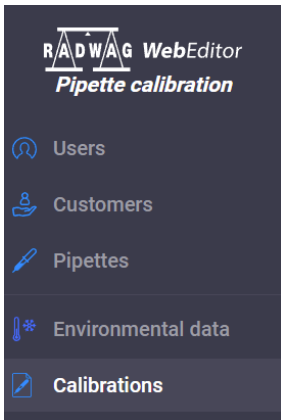 RADWAG WebEditor
Pipette calibration
Users
Customers
Pipettes
Environmental data
Calibrations